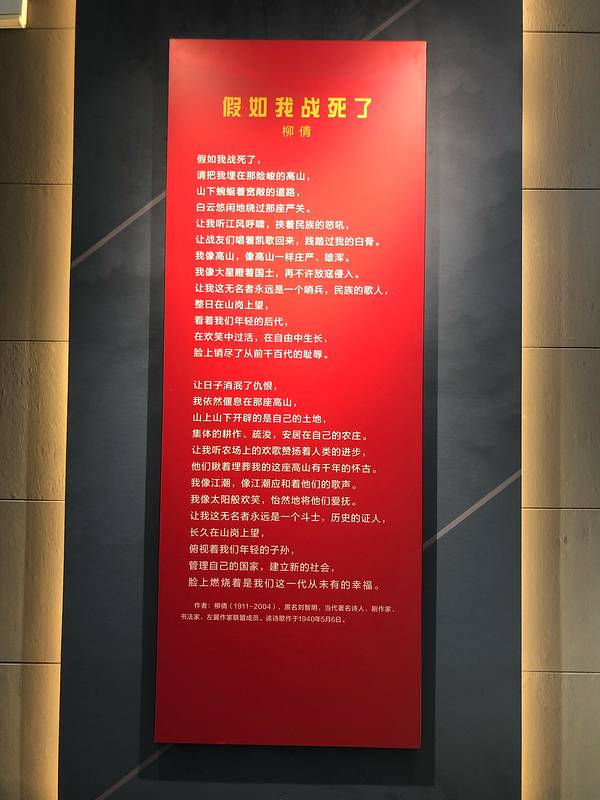 假如我战死了
柳倩
假如我战死了，
请把我埋在那险峻的高山，
山下蜿蜒着宽敞的道路，
白云悠闲地绕过那座严关。
让我听江风呼啸，挟着民族的怒吼，
让战友们唱着凯歌回来，践踏过我的白骨。
我像高山，像高山一样庄严、雄浑。
我像大星瞪着国土，再不许敌寇侵入。
让我这无名者永远是一个哨兵，民族的歌人，
整日在山岗上望，
看着我们年轻的后代，
在欢笑中过活，在自由中生长，
脸上销尽了从前千百代的耻辱。
让日子消泯了仇恨，
我依然偃息在那座高山，
山上山下开辟的是自己的土地，
集体的耕作、疏浚，安居在自己的农庄。
让我听农场上的欢歌赞扬着人类的进步，
他们瞅着埋葬我的这座高山有千年的怀古。
我像江潮，像江潮应和着他们的歌声。
我像太阳般欢笑，怡然地将他们爱抚。
让我这无名者永远是一个斗士，历史的证人，
长久在山岗上望，
俯视着我们年轻的子孙，
管理自己的国家，建立新的社会，
脸上燃烧着是我们这一代从未有的幸福。
作者：柳倩（1911-2004），原名刘智明，当代著名诗人、剧作家、
书法家，左翼作家联盟成员，该诗歌作于1940年5月6日。